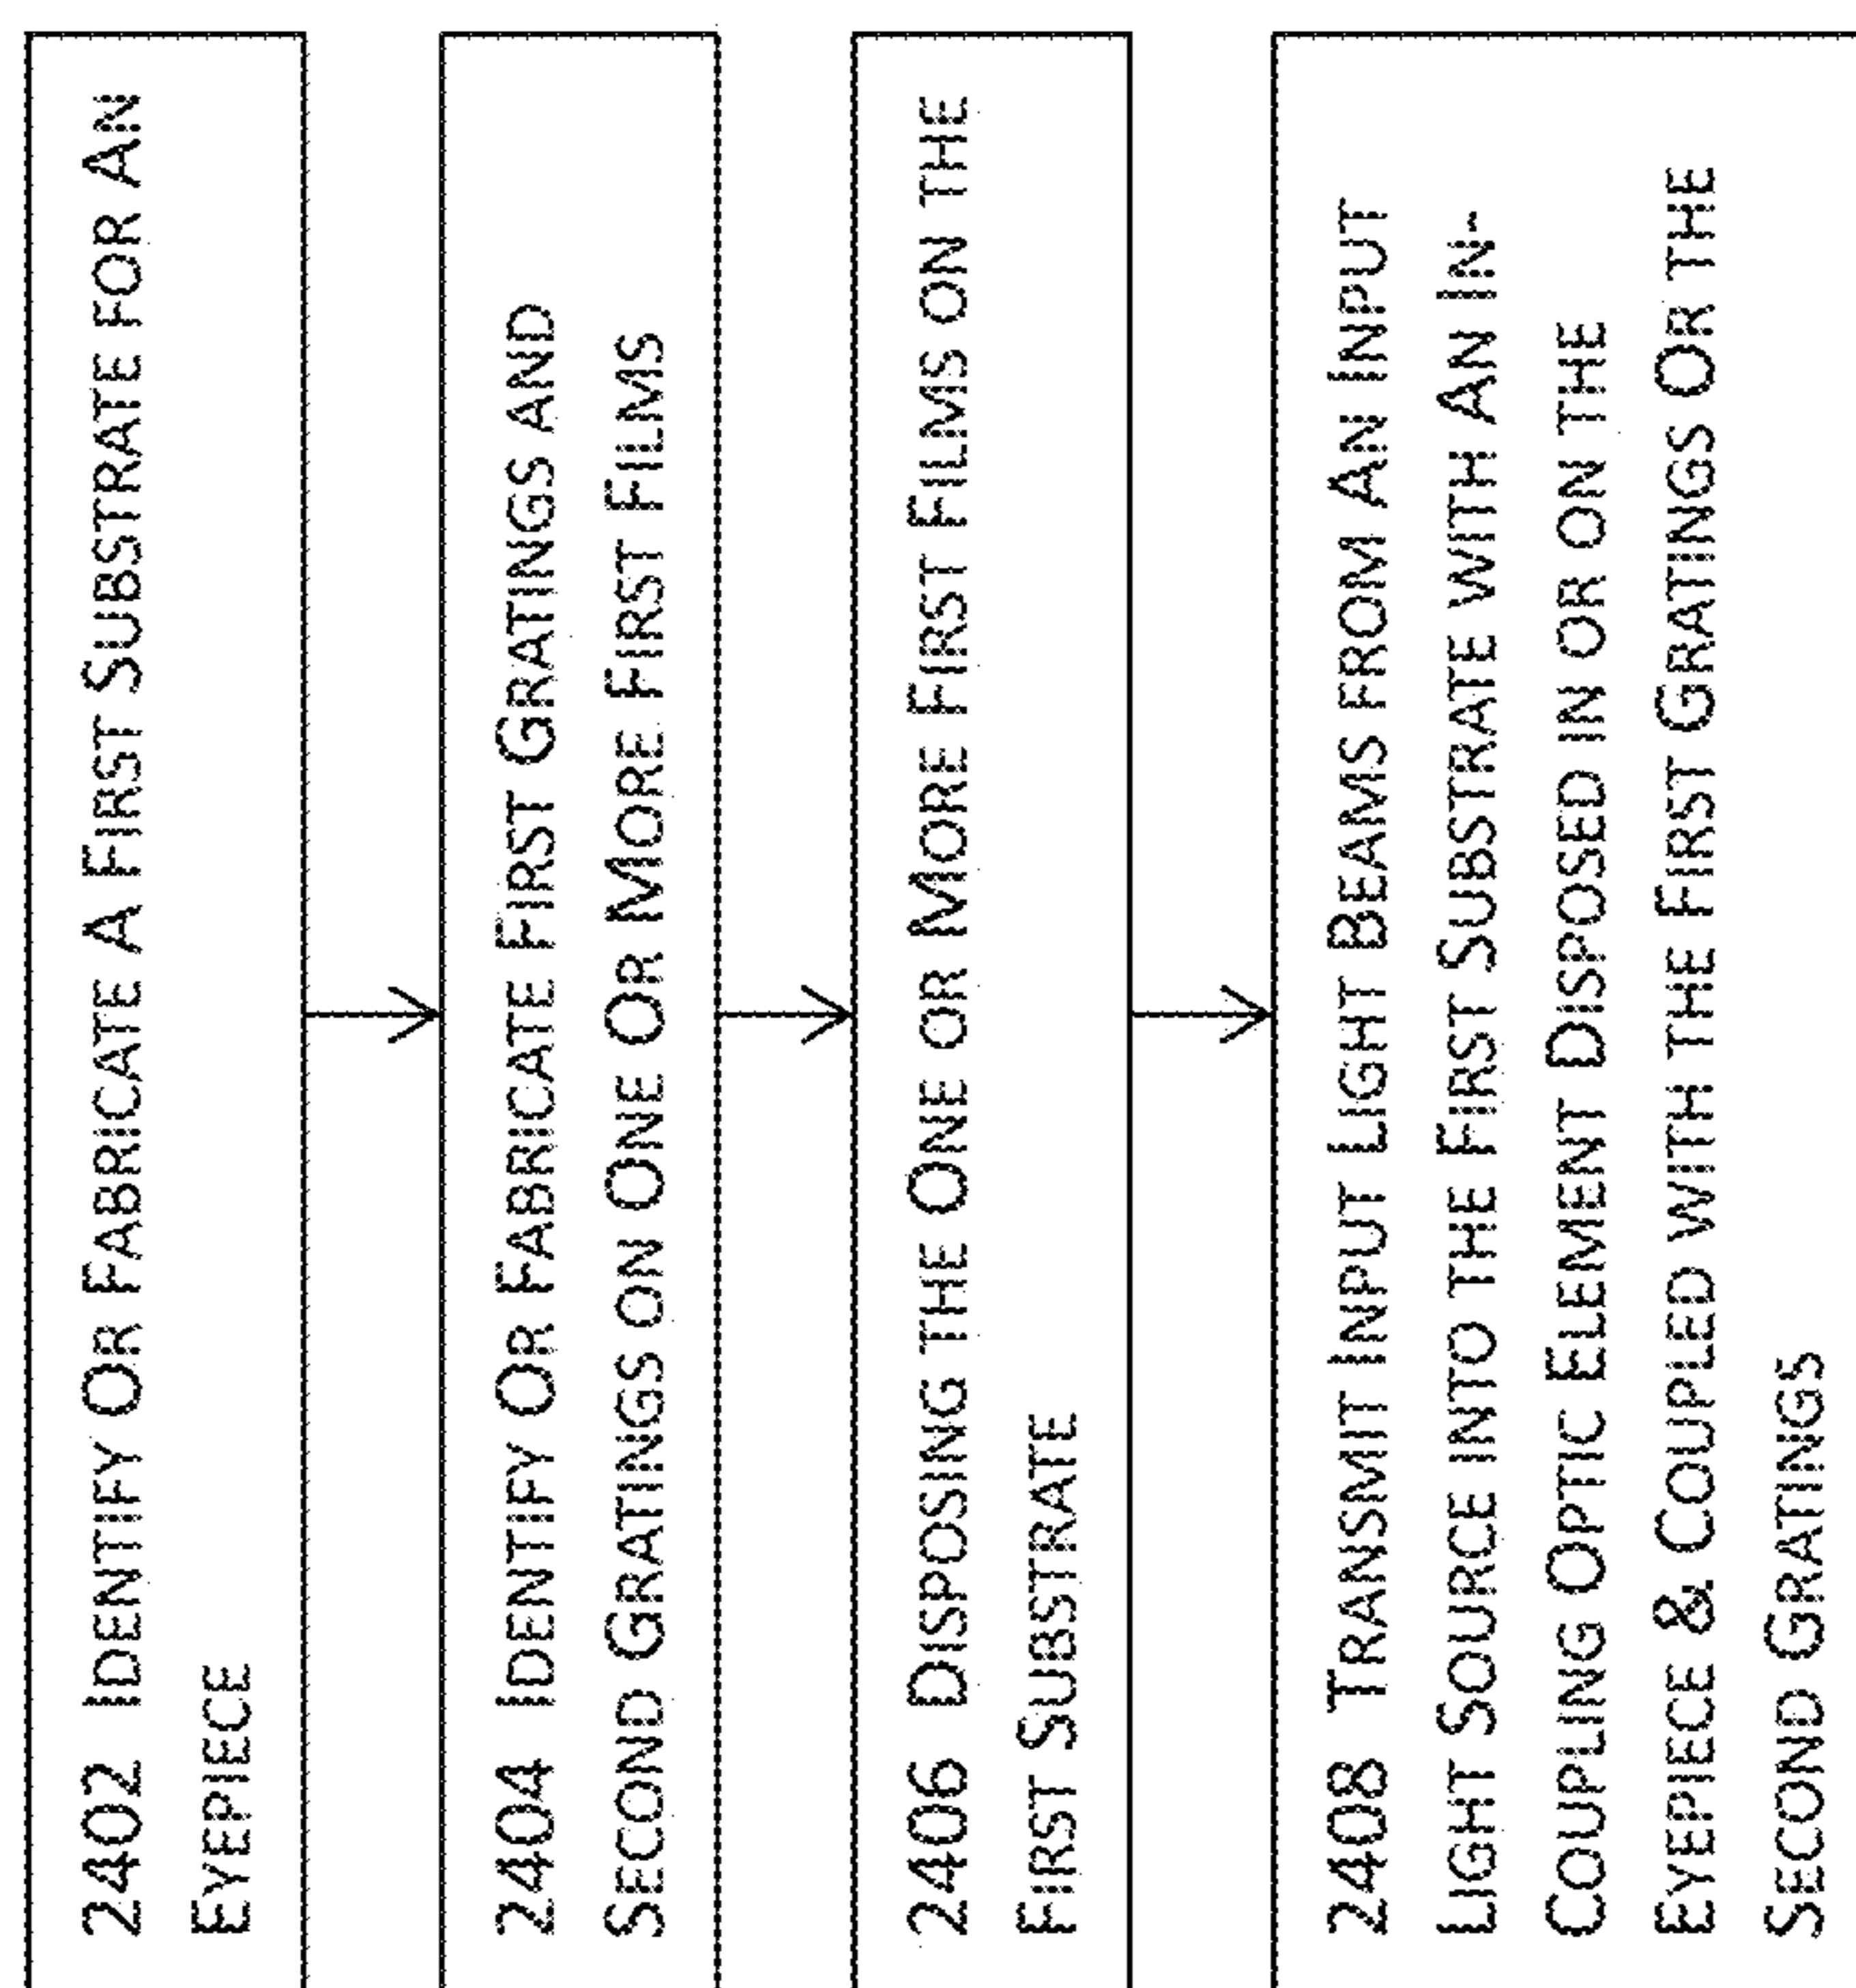 2402 IDENTIFY OR FABRICATE A FIRST SUBSTRATE FOR AN
EYEPIECE
2404 IDENTIFY OR FABRICATE FIRST GRATINGS AND
SECOND GRATINGS ON ONE OR MORE FIRST FILMS
2406 DISPOSING THE ONE OR MORE FIRST FILMS ON THE
FIRST SUBSTRATE
2408 TRANSMIT INPUT LIGHT BEAMS FROM AN INPUT
LIGHT SOURCE INTO THE FIRST SUBSTRATE WITH AN IN-
COUPLING OPTIC ELEMENT DISPOSED IN OR ON THE
EYEPIECE & COUPLED WITH THE FIRST GRATINGS OR THE
SECOND GRATINGS